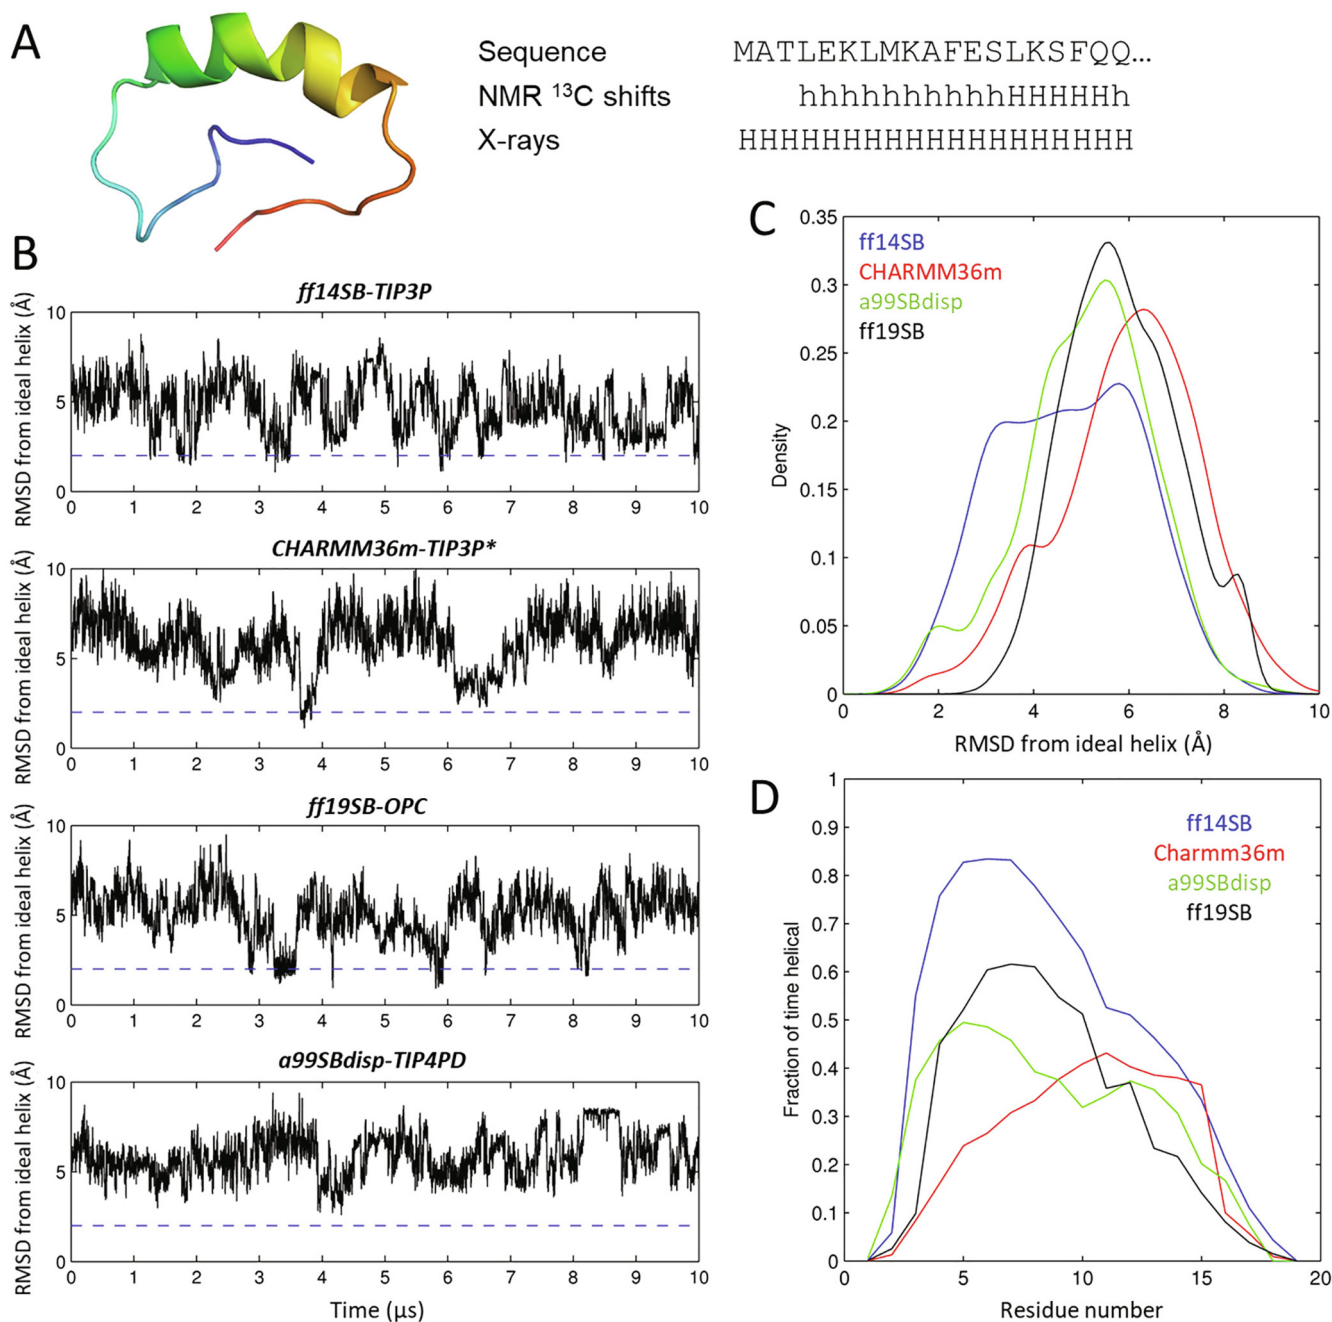 A
Sequence MATLEKLMKAFESLKSFQQ...
NMR ¹³C shifts hhhhhhhhhhHHHHHh
X-rays HHHHHHHHHHHHHHHHHHH
B
ff14SB-TIP3P
RMSD from ideal helix (Å)
10
5
0
0 1 2 3 4 5 6 7 8 9 10
CHARMM36m-TIP3P*
RMSD from ideal helix (Å)
10
5
0
0 1 2 3 4 5 6 7 8 9 10
ff19SB-OPC
RMSD from ideal helix (Å)
10
5
0
0 1 2 3 4 5 6 7 8 9 10
a99SBdisp-TIP4PD
RMSD from ideal helix (Å)
10
5
0
0 1 2 3 4 5 6 7 8 9 10
Time (µs)
C
ff14SB
CHARMM36m
a99SBdisp
ff19SB
Density
0.35
0.3
0.25
0.2
0.15
0.1
0.05
0
0 2 4 6 8 10
RMSD from ideal helix (Å)
D
ff14SB
Charmm36m
a99SBdisp
ff19SB
Fraction of time helical
1
0.9
0.8
0.7
0.6
0.5
0.4
0.3
0.2
0.1
0
0 5 10 15 20
Residue number